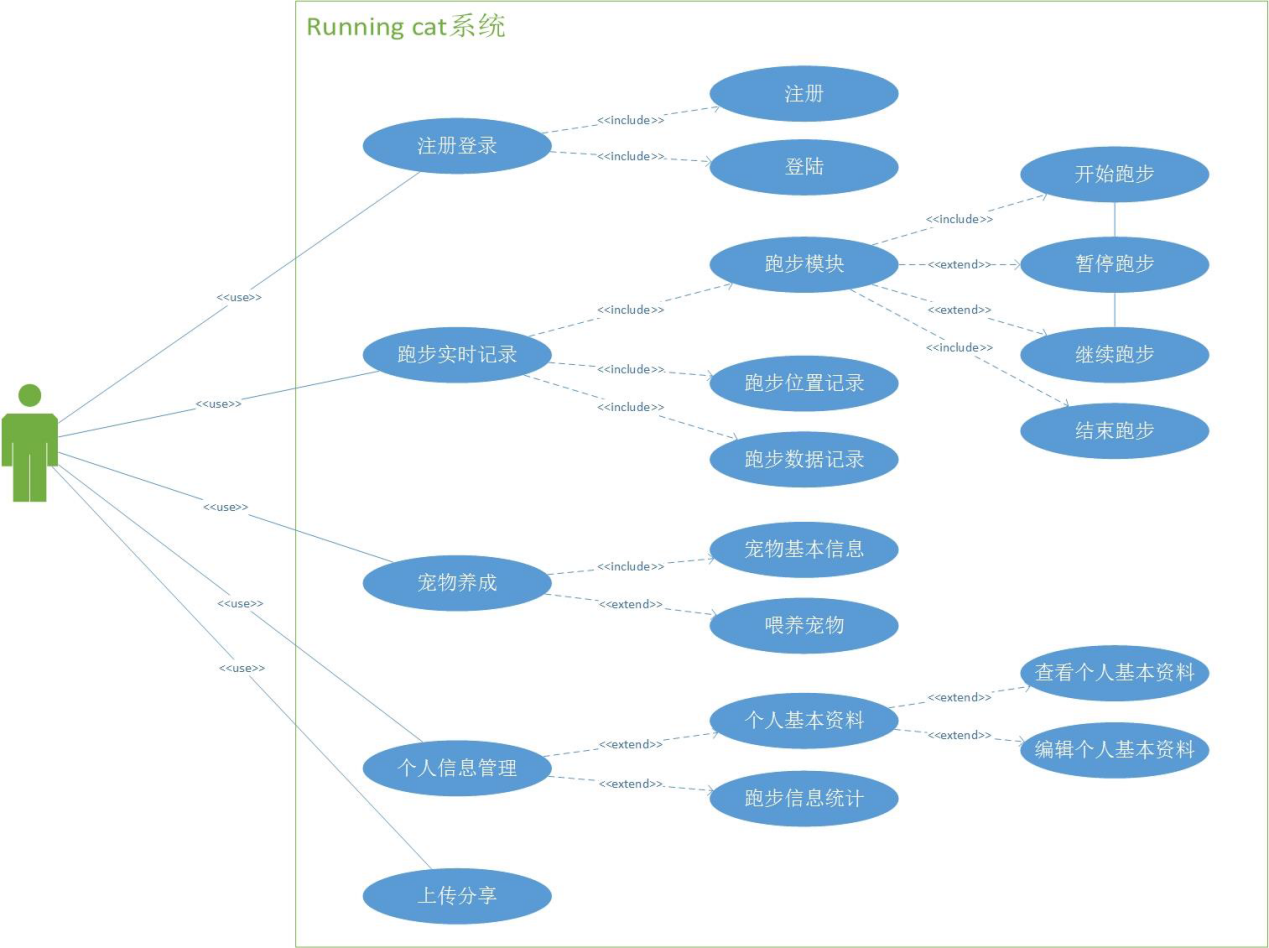 Running cat系统
注册
<<include>>
注册登录
<<include>>
登陆
开始跑步
<<include>>
跑步模块
<<extend>>
暂停跑步
<<use>>
<<include>>
<<extend>>
<<include>>
跑步实时记录
继续跑步
<<include>>
跑步位置记录
<<use>>
<<include>>
结束跑步
跑步数据记录
<<use>>
宠物基本信息
<<include>>
宠物养成
<<extend>>
<<use>>
喂养宠物
<<use>>
查看个人基本资料
<<extend>>
个人基本资料
<<extend>>
<<extend>>
编辑个人基本资料
个人信息管理
<<extend>>
跑步信息统计
上传分享